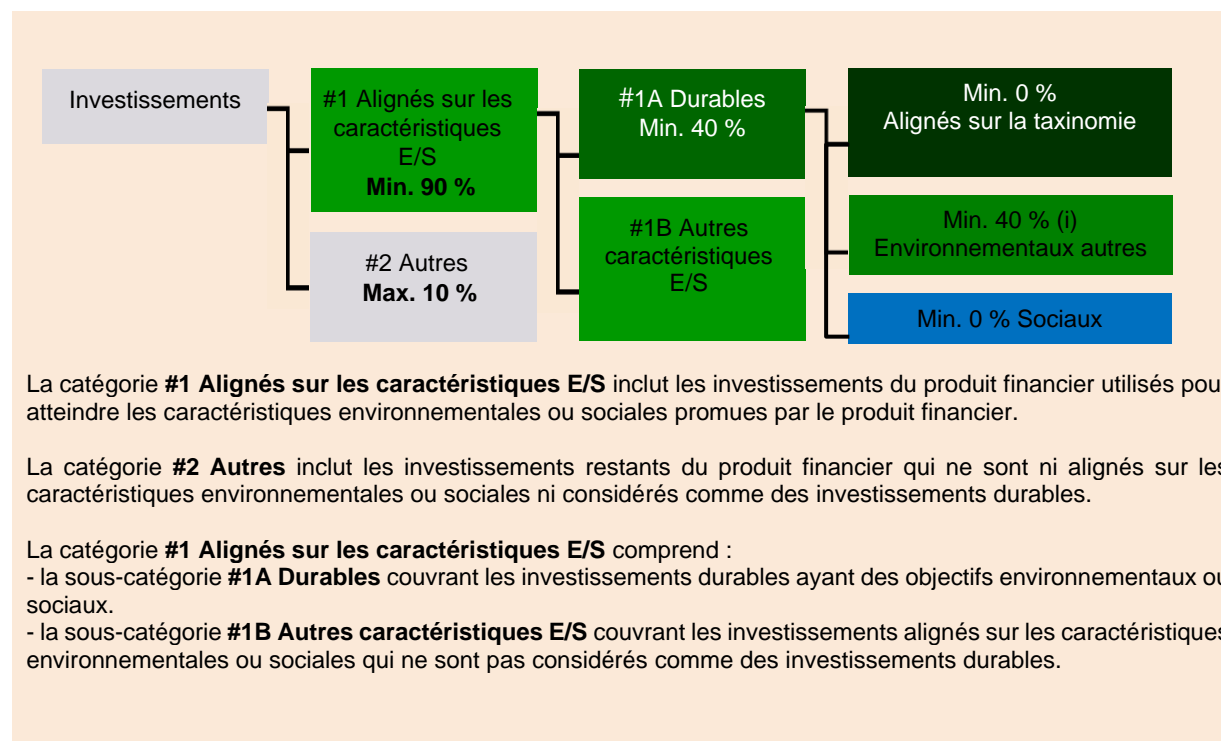 Investissements
#1 Alignés sur les
caractéristiques
E/S
Min. 90 %
#2 Autres
Max. 10 %
#1A Durables
Min. 40 %
#1B Autres
caractéristiques
E/S
Min. 0 %
Alignés sur la taxinomie
Min. 40 % (i)
Environnementaux autres
Min. 0 % Sociaux
La catégorie #1 Alignés sur les caractéristiques E/S inclut les investissements du produit financier utilisés pou
atteindre les caractéristiques environnementales ou sociales promues par le produit financier.
La catégorie #2 Autres inclut les investissements restants du produit financier qui ne sont ni alignés sur les
caractéristiques environnementales ou sociales ni considérés comme des investissements durables.
La catégorie #1 Alignés sur les caractéristiques E/S comprend :
- la sous-catégorie #1A Durables couvrant les investissements durables ayant des objectifs environnementaux ou
sociaux.
- la sous-catégorie #1B Autres caractéristiques E/S couvrant les investissements alignés sur les caractéristiques
environnementales ou sociales qui ne sont pas considérés comme des investissements durables.